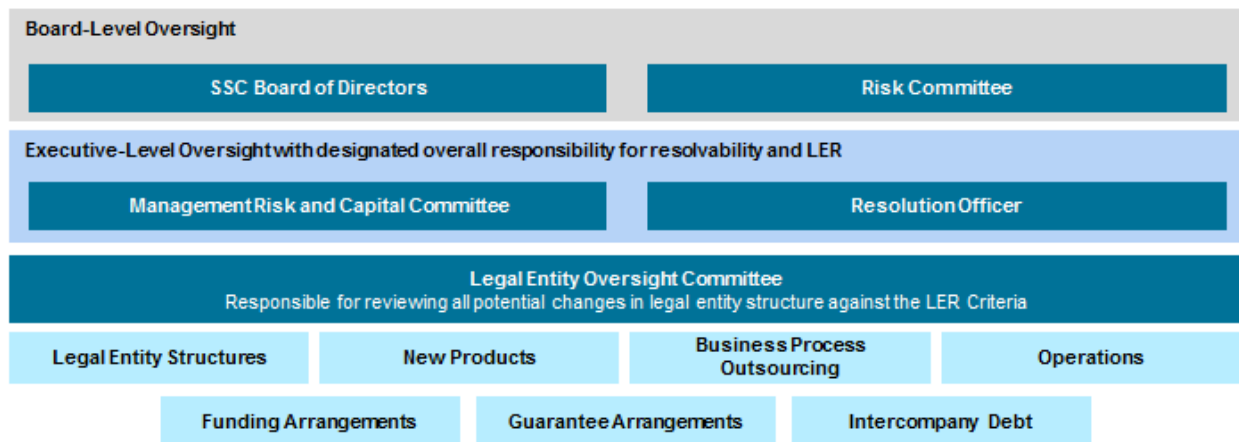 Board-Level Oversight
SSC Board of Directors
Risk Committee
Executive-Level Oversight with designated overall responsibility for resolvability and LER
Management Risk and Capital Committee
Resolution Officer
Legal Entity Oversight Committee
Responsible for reviewing all potential changes in legal entity structure against the LER Criteria
Legal Entity Structures
New Products
Business Process
Outsourcing
Operations
Funding Arrangements
Guarantee Arrangements
Intercompany Debt